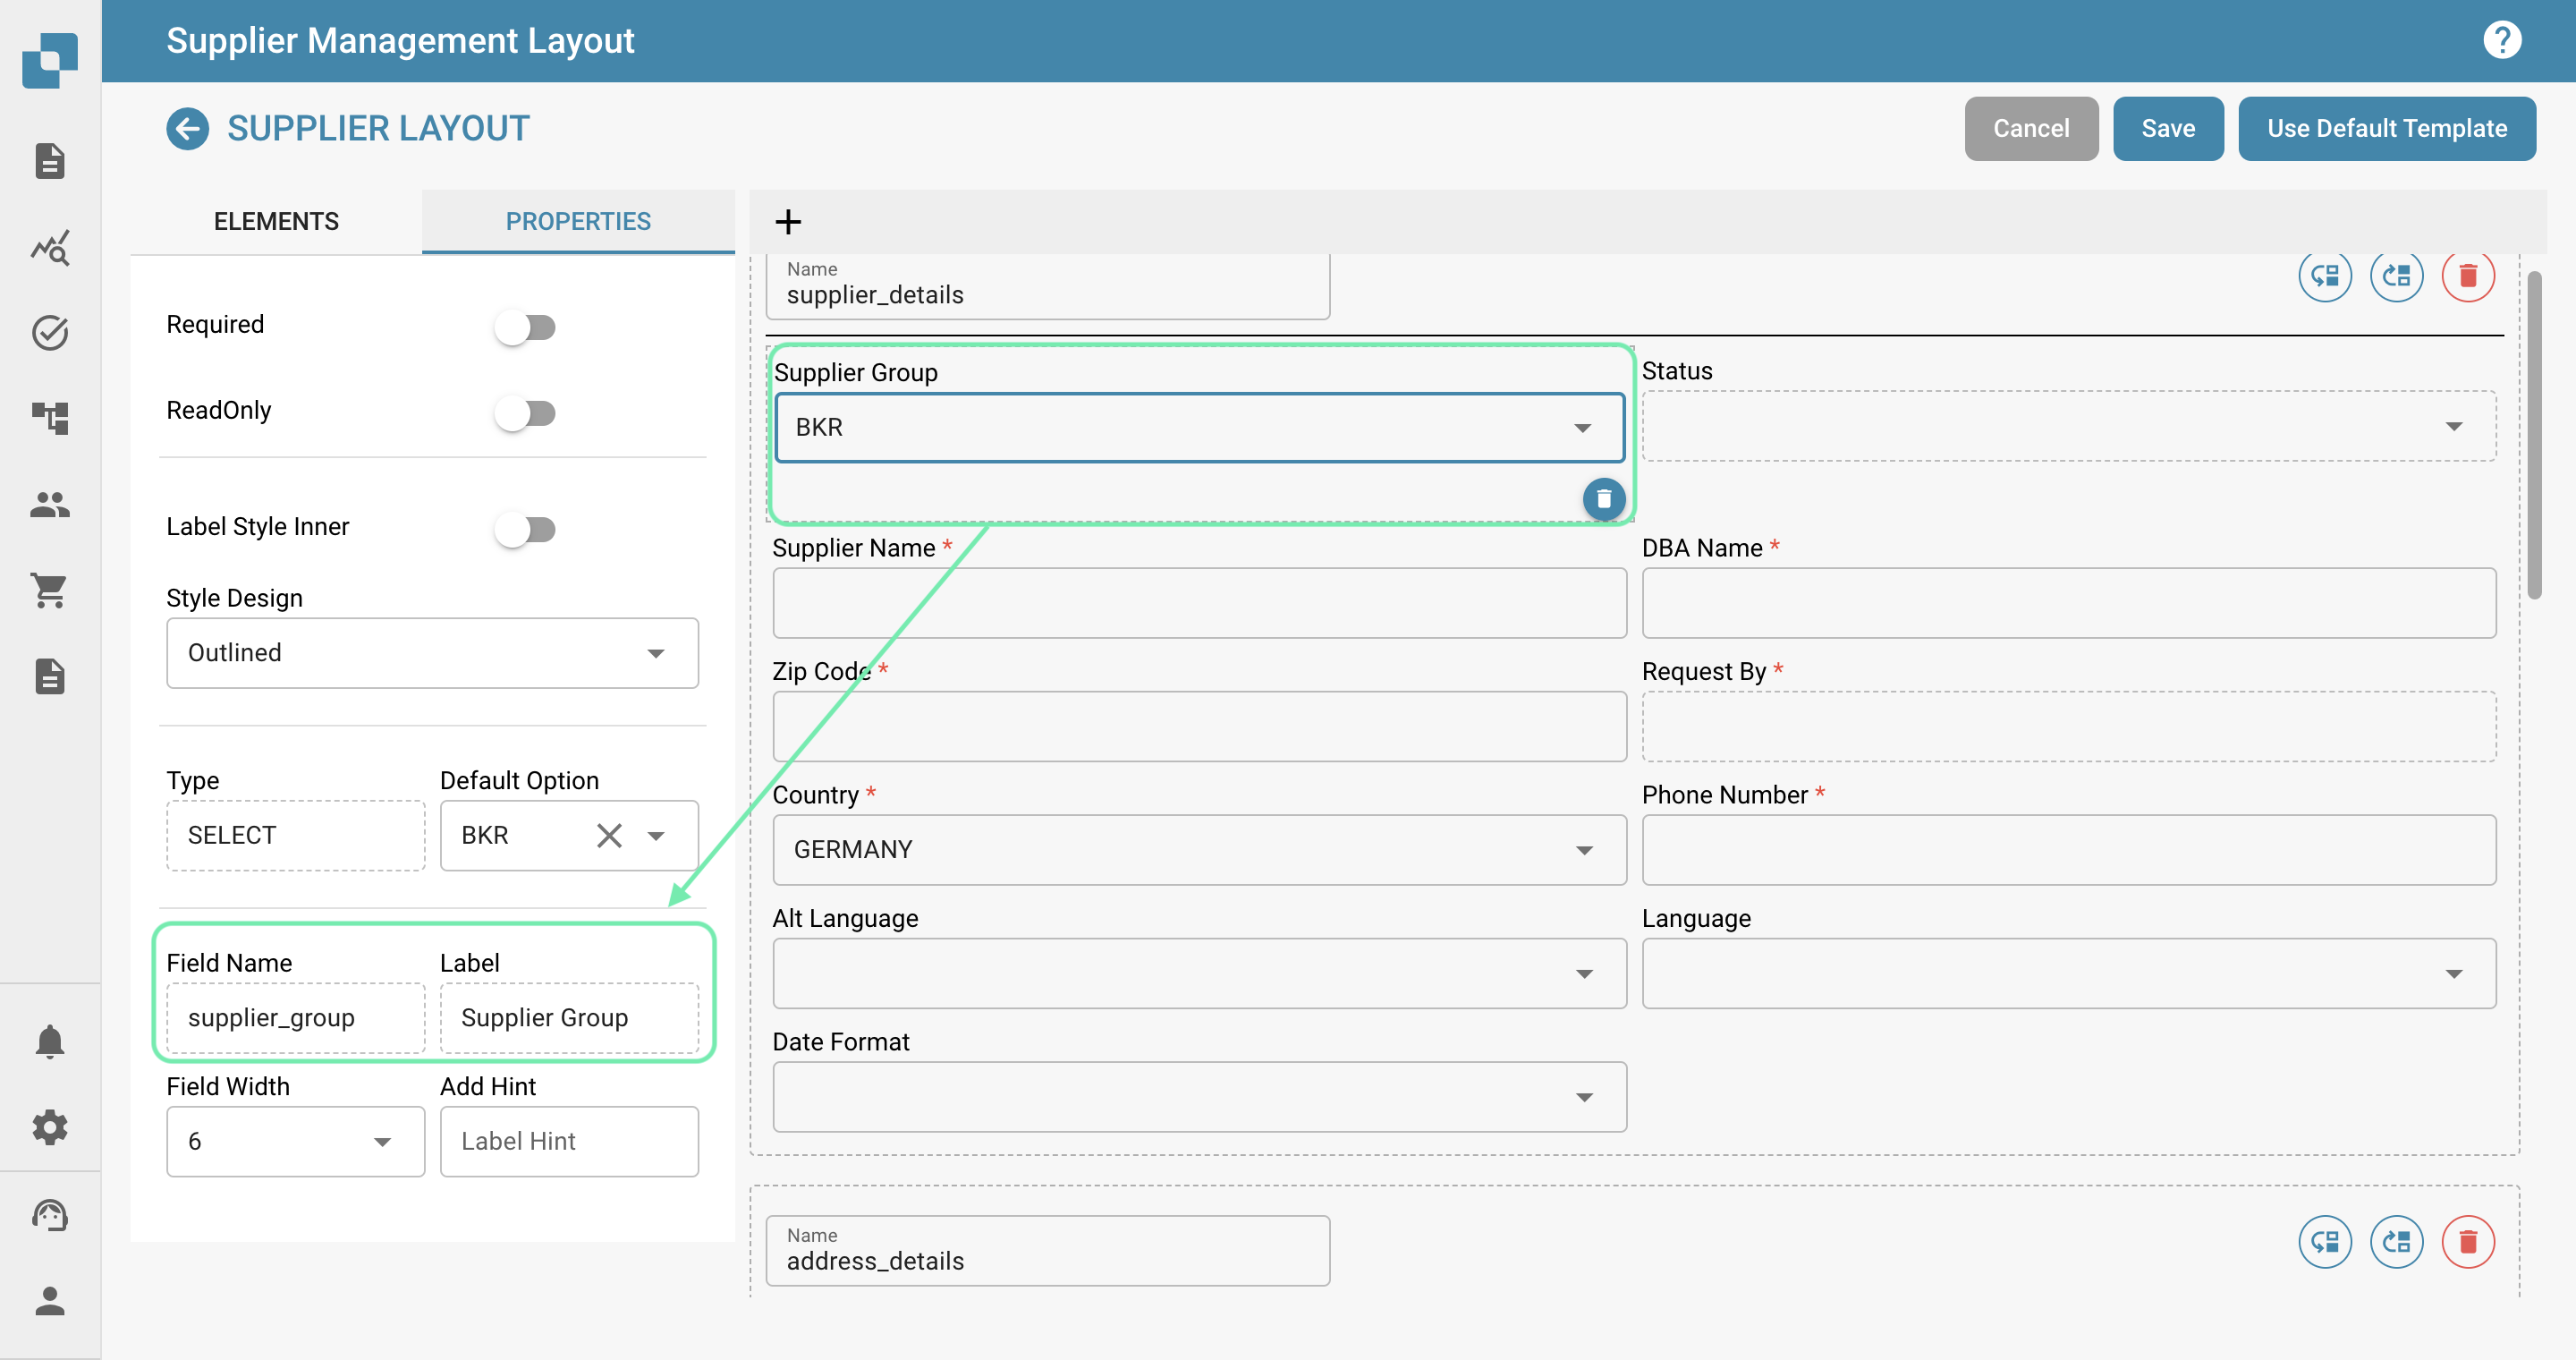 Supplier Management Layout
?
SUPPLIER LAYOUT
Cancel
Save
Use Default Template
ELEMENTS
PROPERTIES
+
Required
ReadOnly
Label Style Inner
Style Design
Outlined
Type
Default Option
SELECT
BKR
Field Name
Label
supplier_group
Supplier Group
Field Width
Add Hint
6
Label Hint
Name
supplier_details
Supplier Group
Status
BKR
Supplier Name *
DBA Name *
Zip Code *
Request By *
Country *
Phone Number *
GERMANY
Alt Language
Language
Date Format
Name
address_details